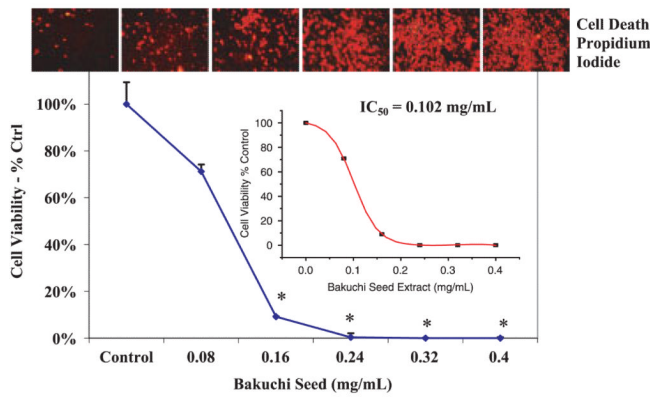 Cell Death
Propidium
Iodide
IC50 = 0.102 mg/mL
100%
80%
60%
40%
20%
0%
Cell Viability - % Ctrl
100
80
60
40
20
0
Cell Viability % Control
0.0 0.1 0.2 0.3 0.4
Bakuchi Seed Extract (mg/mL)
* * * *
Control 0.08 0.16 0.24 0.32 0.4
Bakuchi Seed (mg/mL)